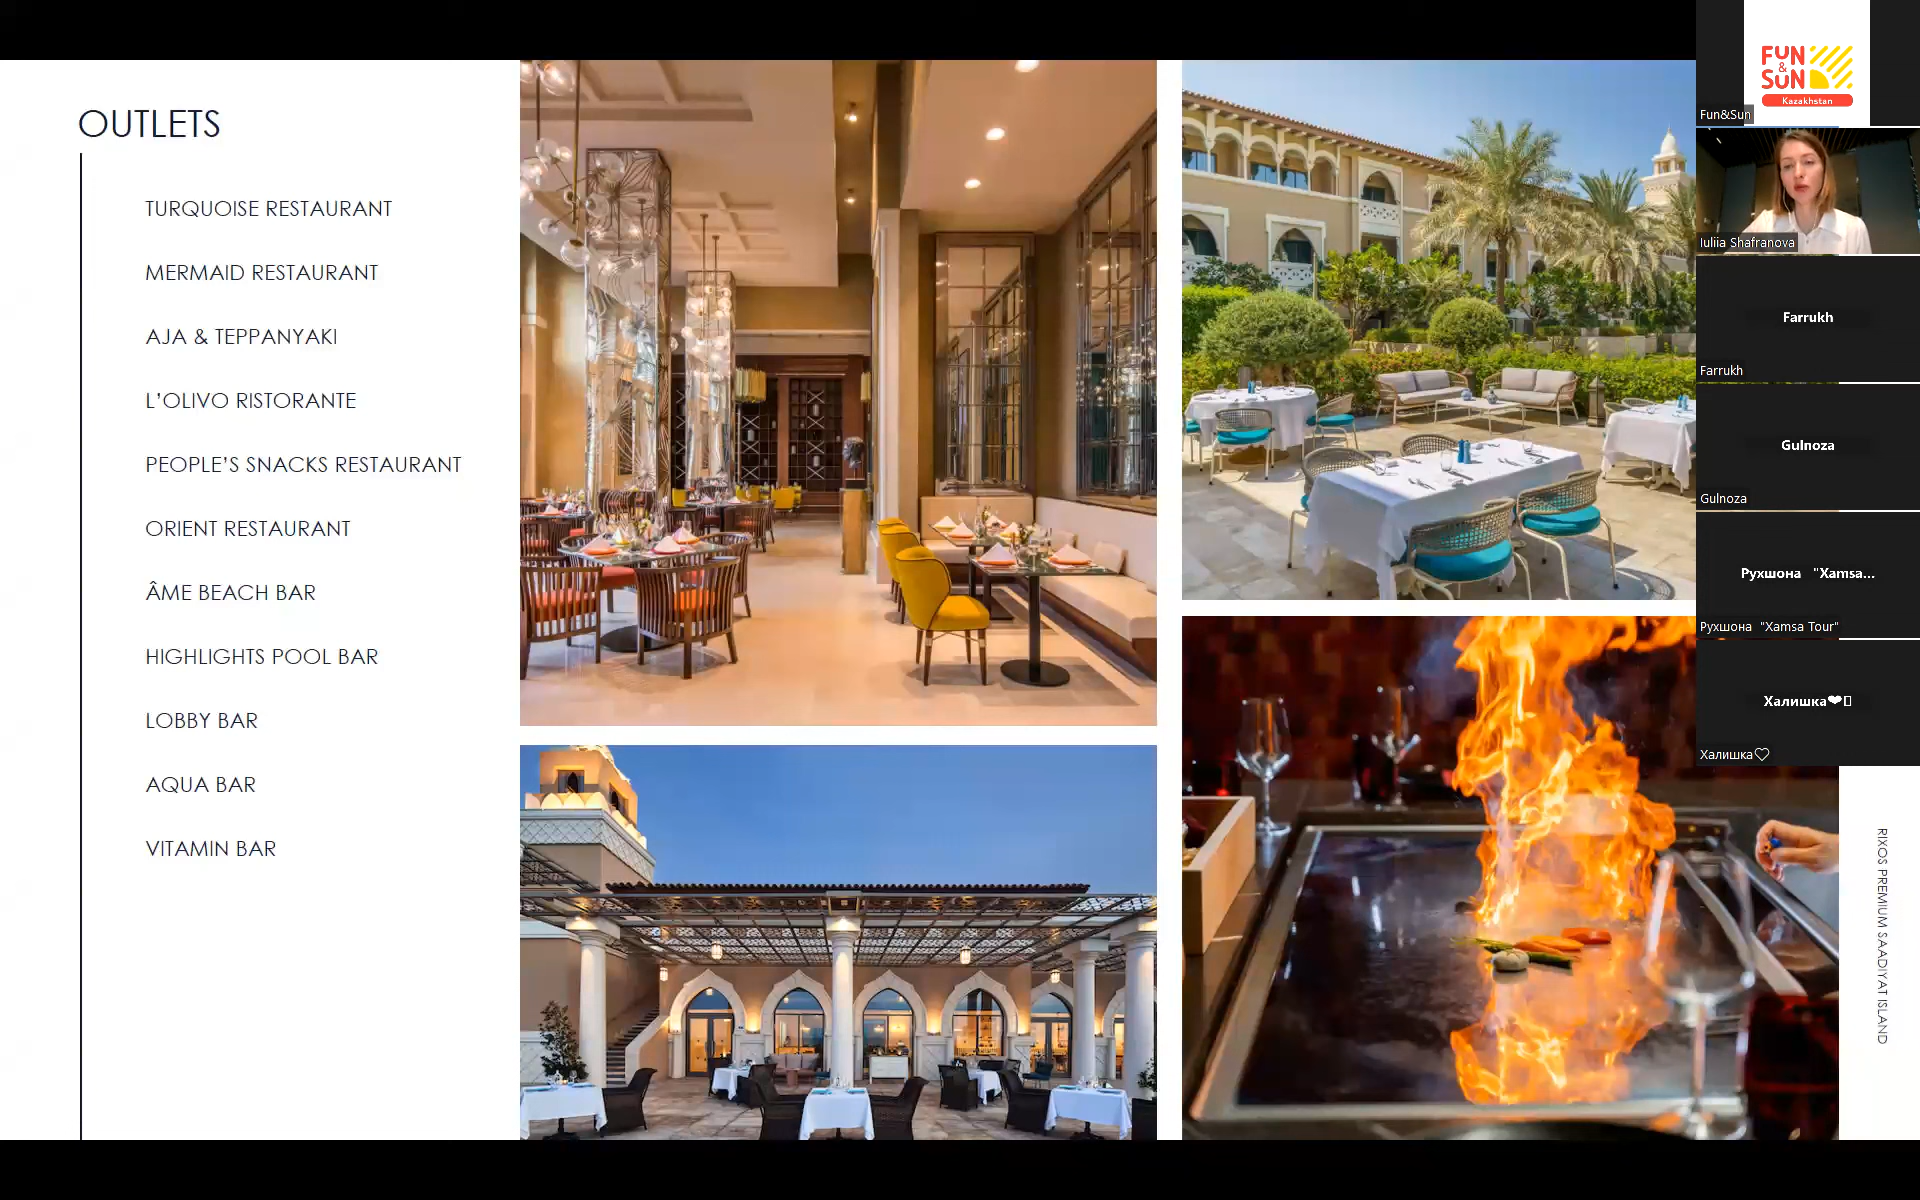 OUTLETS
TURQUOISE RESTAURANT
MERMAID RESTAURANT
AJA & TEPPANYAKI
L’OLIVO RISTORANTE
PEOPLE’S SNACKS RESTAURANT
ORIENT RESTAURANT
ÂME BEACH BAR
HIGHLIGHTS POOL BAR
LOBBY BAR
AQUA BAR
VITAMIN BAR
FUN
&
SUN
Kazakhstan
Fun&Sun
Iuliia Shafranova
Farrukh
Farrukh
Gulnoza
Gulnoza
Рухшона "Xamsa...
Рухшона "Xamsa Tour"
Халишка❤
Халишка♡
RIXOS PREMIUM SAADIYAT ISLAND